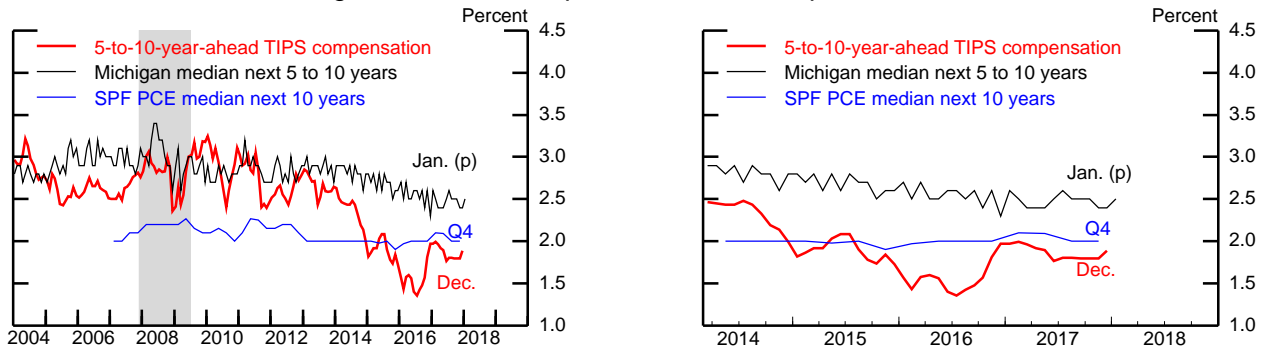 Percent
4.5
5-to-10-year-ahead TIPS compensation
Michigan median next 5 to 10 years
4.0
SPF PCE median next 10 years
3.5
Jan. (p)
3.0
2.5
Q4
2.0
Dec.
1.5
1.0
2004 2006 2008 2010 2012 2014 2016 2018
Percent
4.5
5-to-10-year-ahead TIPS compensation
Michigan median next 5 to 10 years
4.0
SPF PCE median next 10 years
3.5
Jan. (p)
3.0
2.5
Q4
2.0
Dec.
1.5
1.0
2014 2015 2016 2017 2018